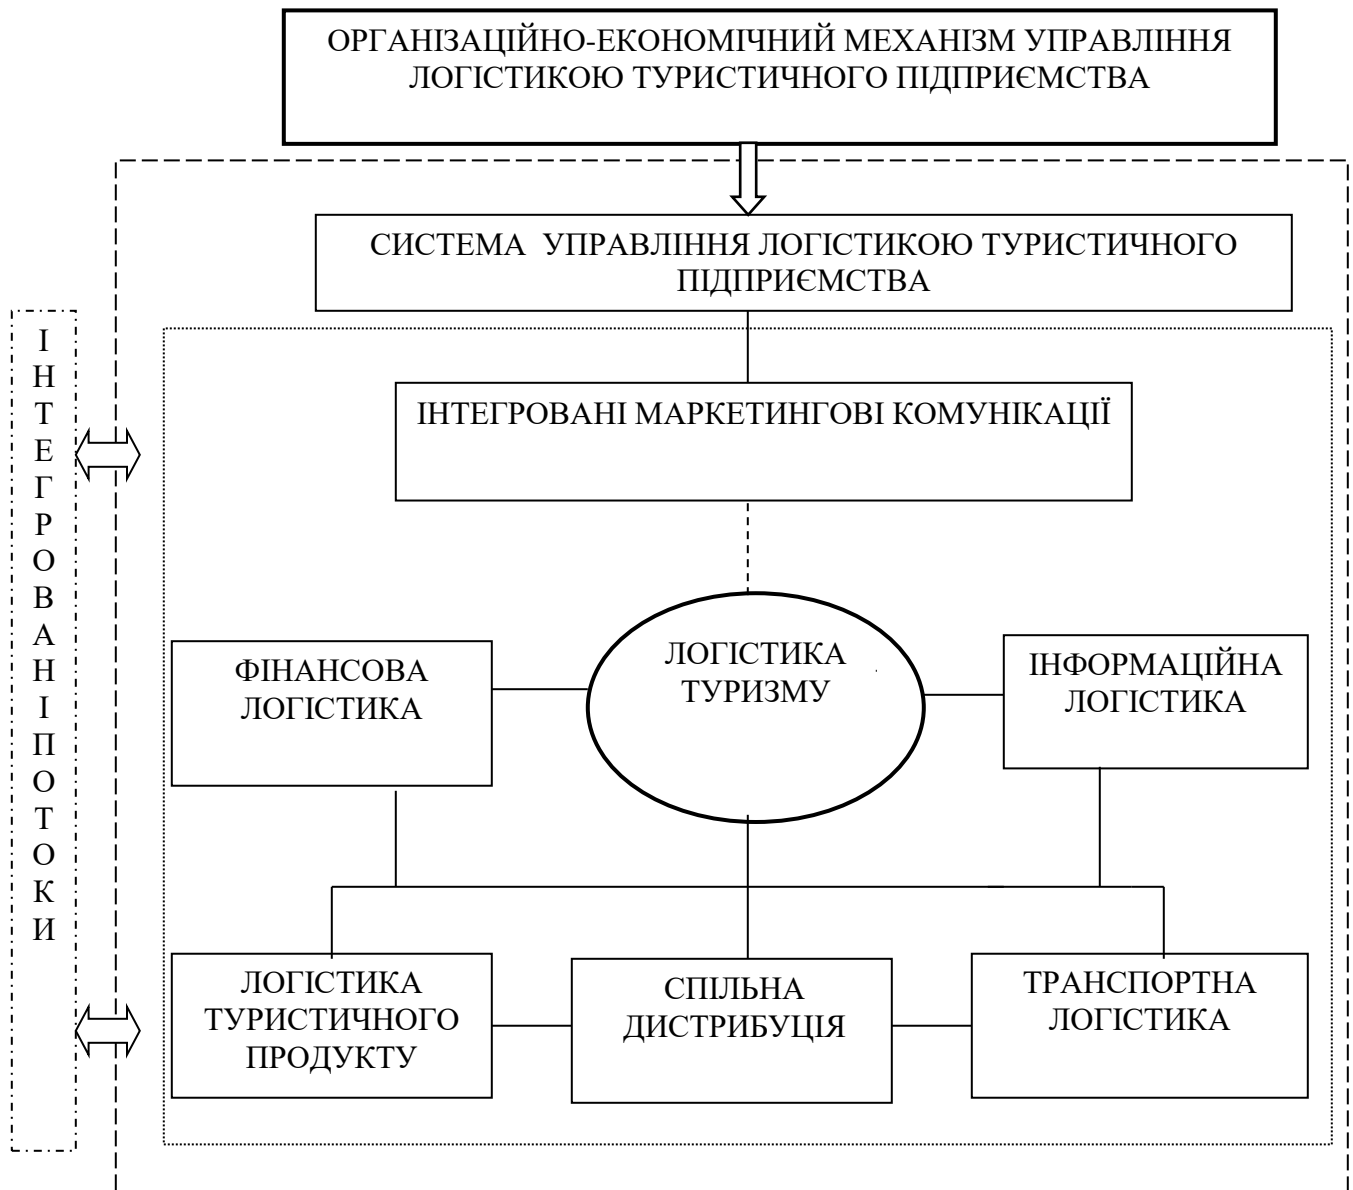 ОРГАНІЗАЦІЙНО-ЕКОНОМІЧНИЙ МЕХАНІЗМ УПРАВЛІННЯ
ЛОГІСТИКОЮ ТУРИСТИЧНОГО ПІДПРИЄМСТВА
СИСТЕМА УПРАВЛІННЯ ЛОГІСТИКОЮ ТУРИСТИЧНОГО
ПІДПРИЄМСТВА
І
Н
Т
Е
Г
Р
О
В
А
Н
І
П
О
Т
О
К
И
ІНТЕГРОВАНІ МАРКЕТИНГОВІ КОМУНІКАЦІЇ
ФІНАНСОВА
ЛОГІСТИКА
ЛОГІСТИКА
ТУРИЗМУ
ІНФОРМАЦІЙНА
ЛОГІСТИКА
ЛОГІСТИКА
ТУРИСТИЧНОГО
ПРОДУКТУ
СПІЛЬНА
ДИСТРИБУЦІЯ
ТРАНСПОРТНА
ЛОГІСТИКА